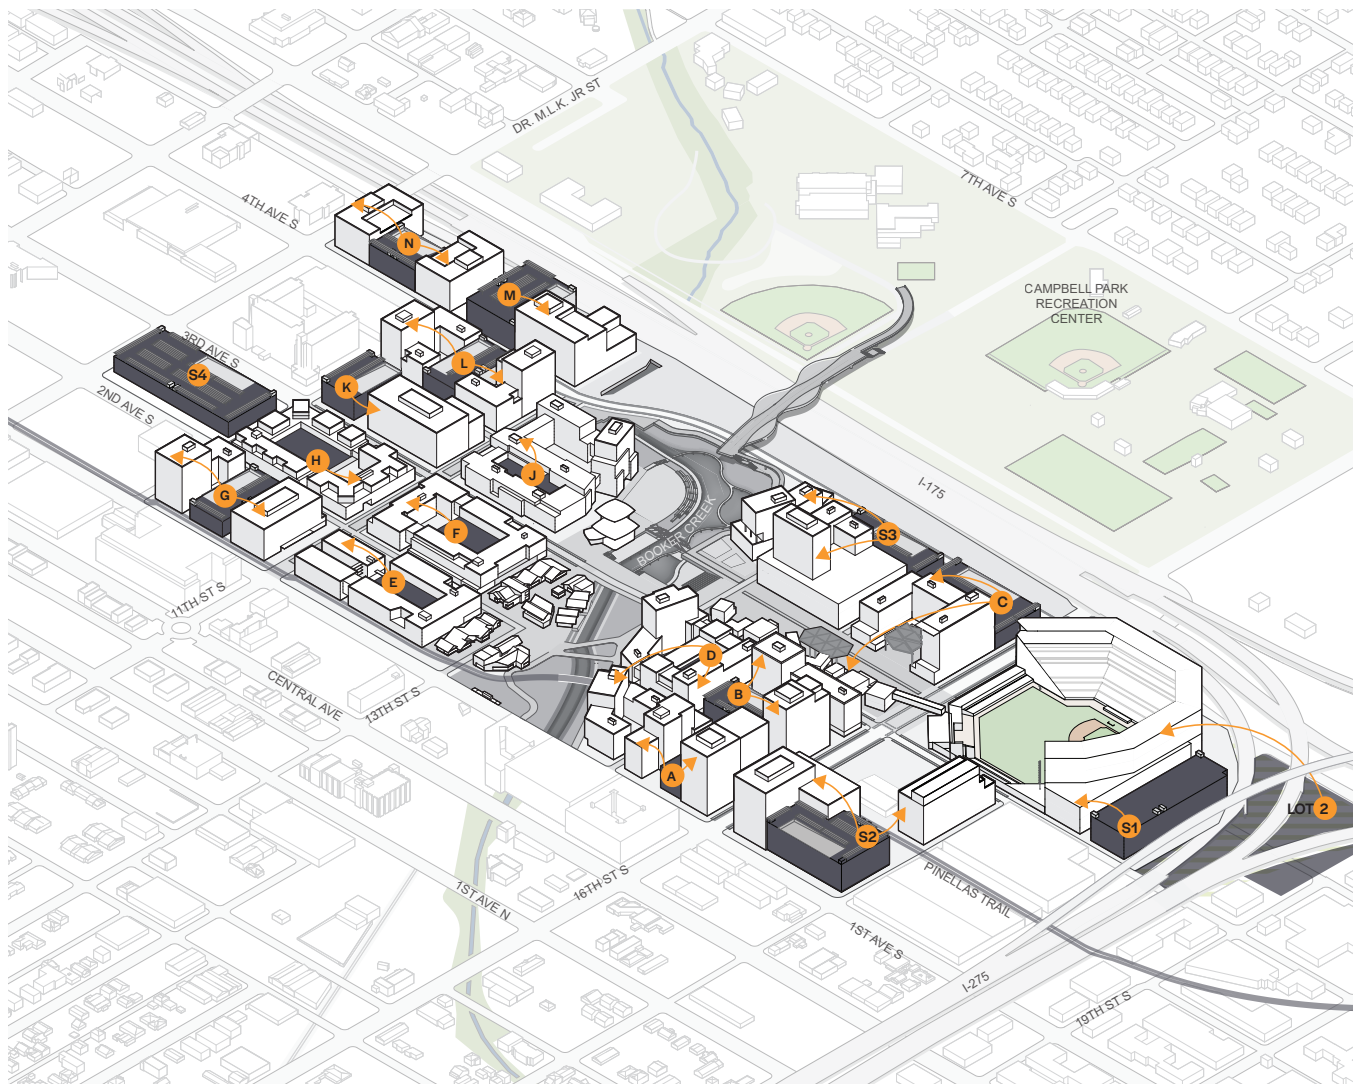 DR. M.L.K. JR ST
7TH AVE S
4TH AVE S
N
CAMPBELL PARK
RECREATION
CENTER
M
3RD AVE S
S4
L
K
2ND AVE S
H
J
I-175
G
F
BOOKER CREEK
S3
E
11TH ST S
C
D
B
CENTRAL AVE
13TH ST S
A
LOT 2
S1
S2
PINELLAS TRAIL
16TH ST S
1ST AVE N
1ST AVE S
I-275
19TH ST S